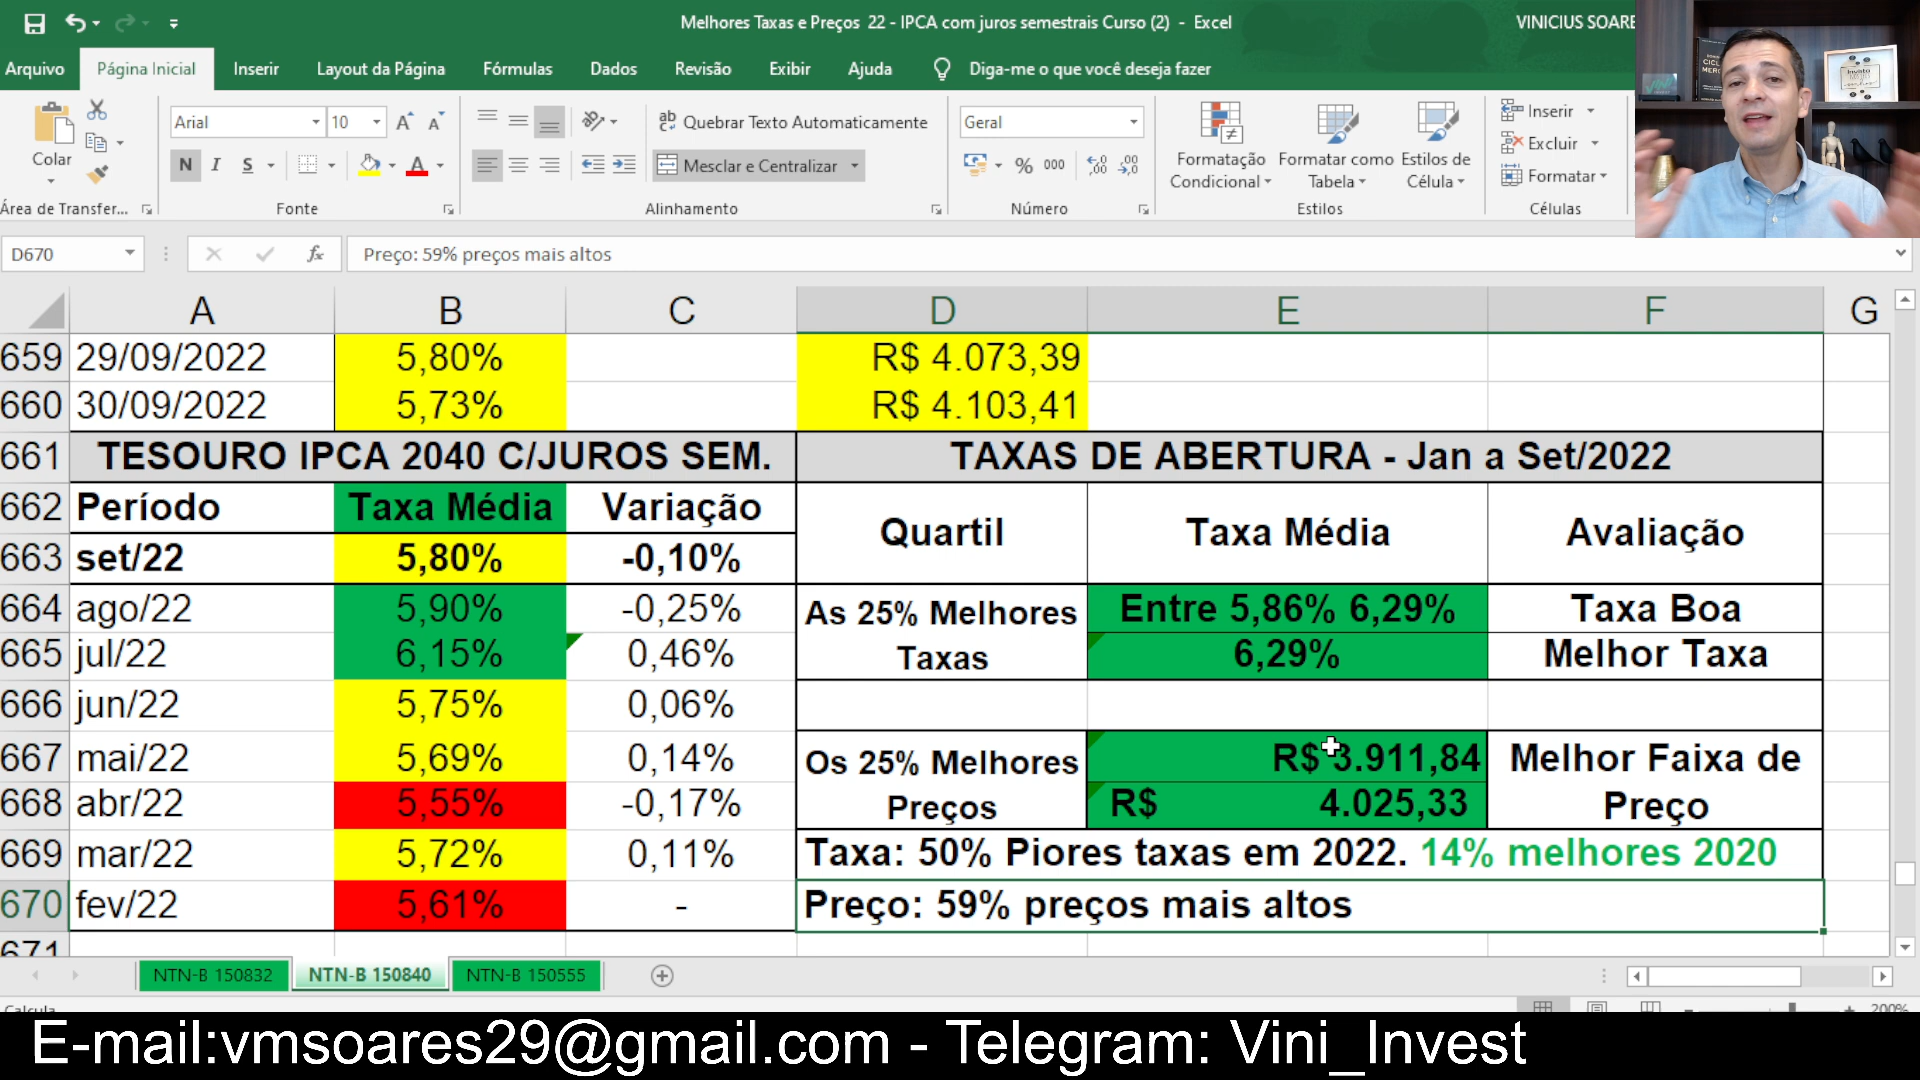 Melhores Taxas e Preços 22 - IPCA com juros semestrais Curso (2) - Excel
VINICIUS SOARE
Arquivo Página Inicial Inserir Layout da Página Fórmulas Dados Revisão Exibir Ajuda Diga-me o que você deseja fazer
Colar
Área de Transfer...
Arial 10
N I S
Fonte
Quebrar Texto Automaticamente
Mesclar e Centralizar
Alinhamento
Geral
% 000
Número
Formatação Condicional
Formatar como Tabela
Estilos de Célula
Estilos
Inserir
Excluir
Formatar
Células
D670 fx Preço: 59% preços mais altos
A B C D E F G
659 29/09/2022 5,80% R$ 4.073,39
660 30/09/2022 5,73% R$ 4.103,41
661 TESOURO IPCA 2040 C/JUROS SEM. TAXAS DE ABERTURA - Jan a Set/2022
662 Período Taxa Média Variação Quartil Taxa Média Avaliação
663 set/22 5,80% -0,10%
664 ago/22 5,90% -0,25% As 25% Melhores Taxas Entre 5,86% 6,29% Taxa Boa
665 jul/22 6,15% 0,46% 6,29% Melhor Taxa
666 jun/22 5,75% 0,06%
667 mai/22 5,69% 0,14% Os 25% Melhores Preços R$ 3.911,84 Melhor Faixa de Preço
668 abr/22 5,55% -0,17% R$ 4.025,33
669 mar/22 5,72% 0,11% Taxa: 50% Piores taxas em 2022. 14% melhores 2020
670 fev/22 5,61% - Preço: 59% preços mais altos
671
NTN-B 150832 NTN-B 150840 NTN-B 150555
200%
E-mail:vmsoares29@gmail.com - Telegram: Vini_Invest